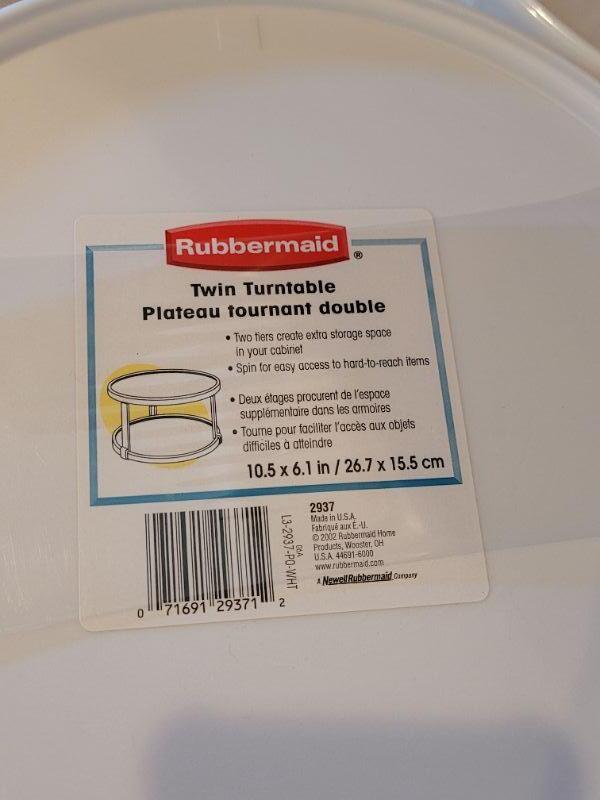 Rubbermaid ®
Twin Turntable
Plateau tournant double
• Two tiers create extra storage space
in your cabinet
• Spin for easy access to hard-to-reach items
• Deux étages procurent de l'espace
supplémentaire dans les armoires
• Tourne pour faciliter l'accès aux objets
difficiles à atteindre
10.5 x 6.1 in / 26.7 x 15.5 cm
2937
Made in U.S.A.
Fabriqué aux É.-U.
© 2002 Rubbermaid Home
Products, Wooster, OH
U.S.A. 44691-6000
www.rubbermaid.com
A NewellRubbermaid Company
L3-2937-P0-WHT
0 71691 29371 2